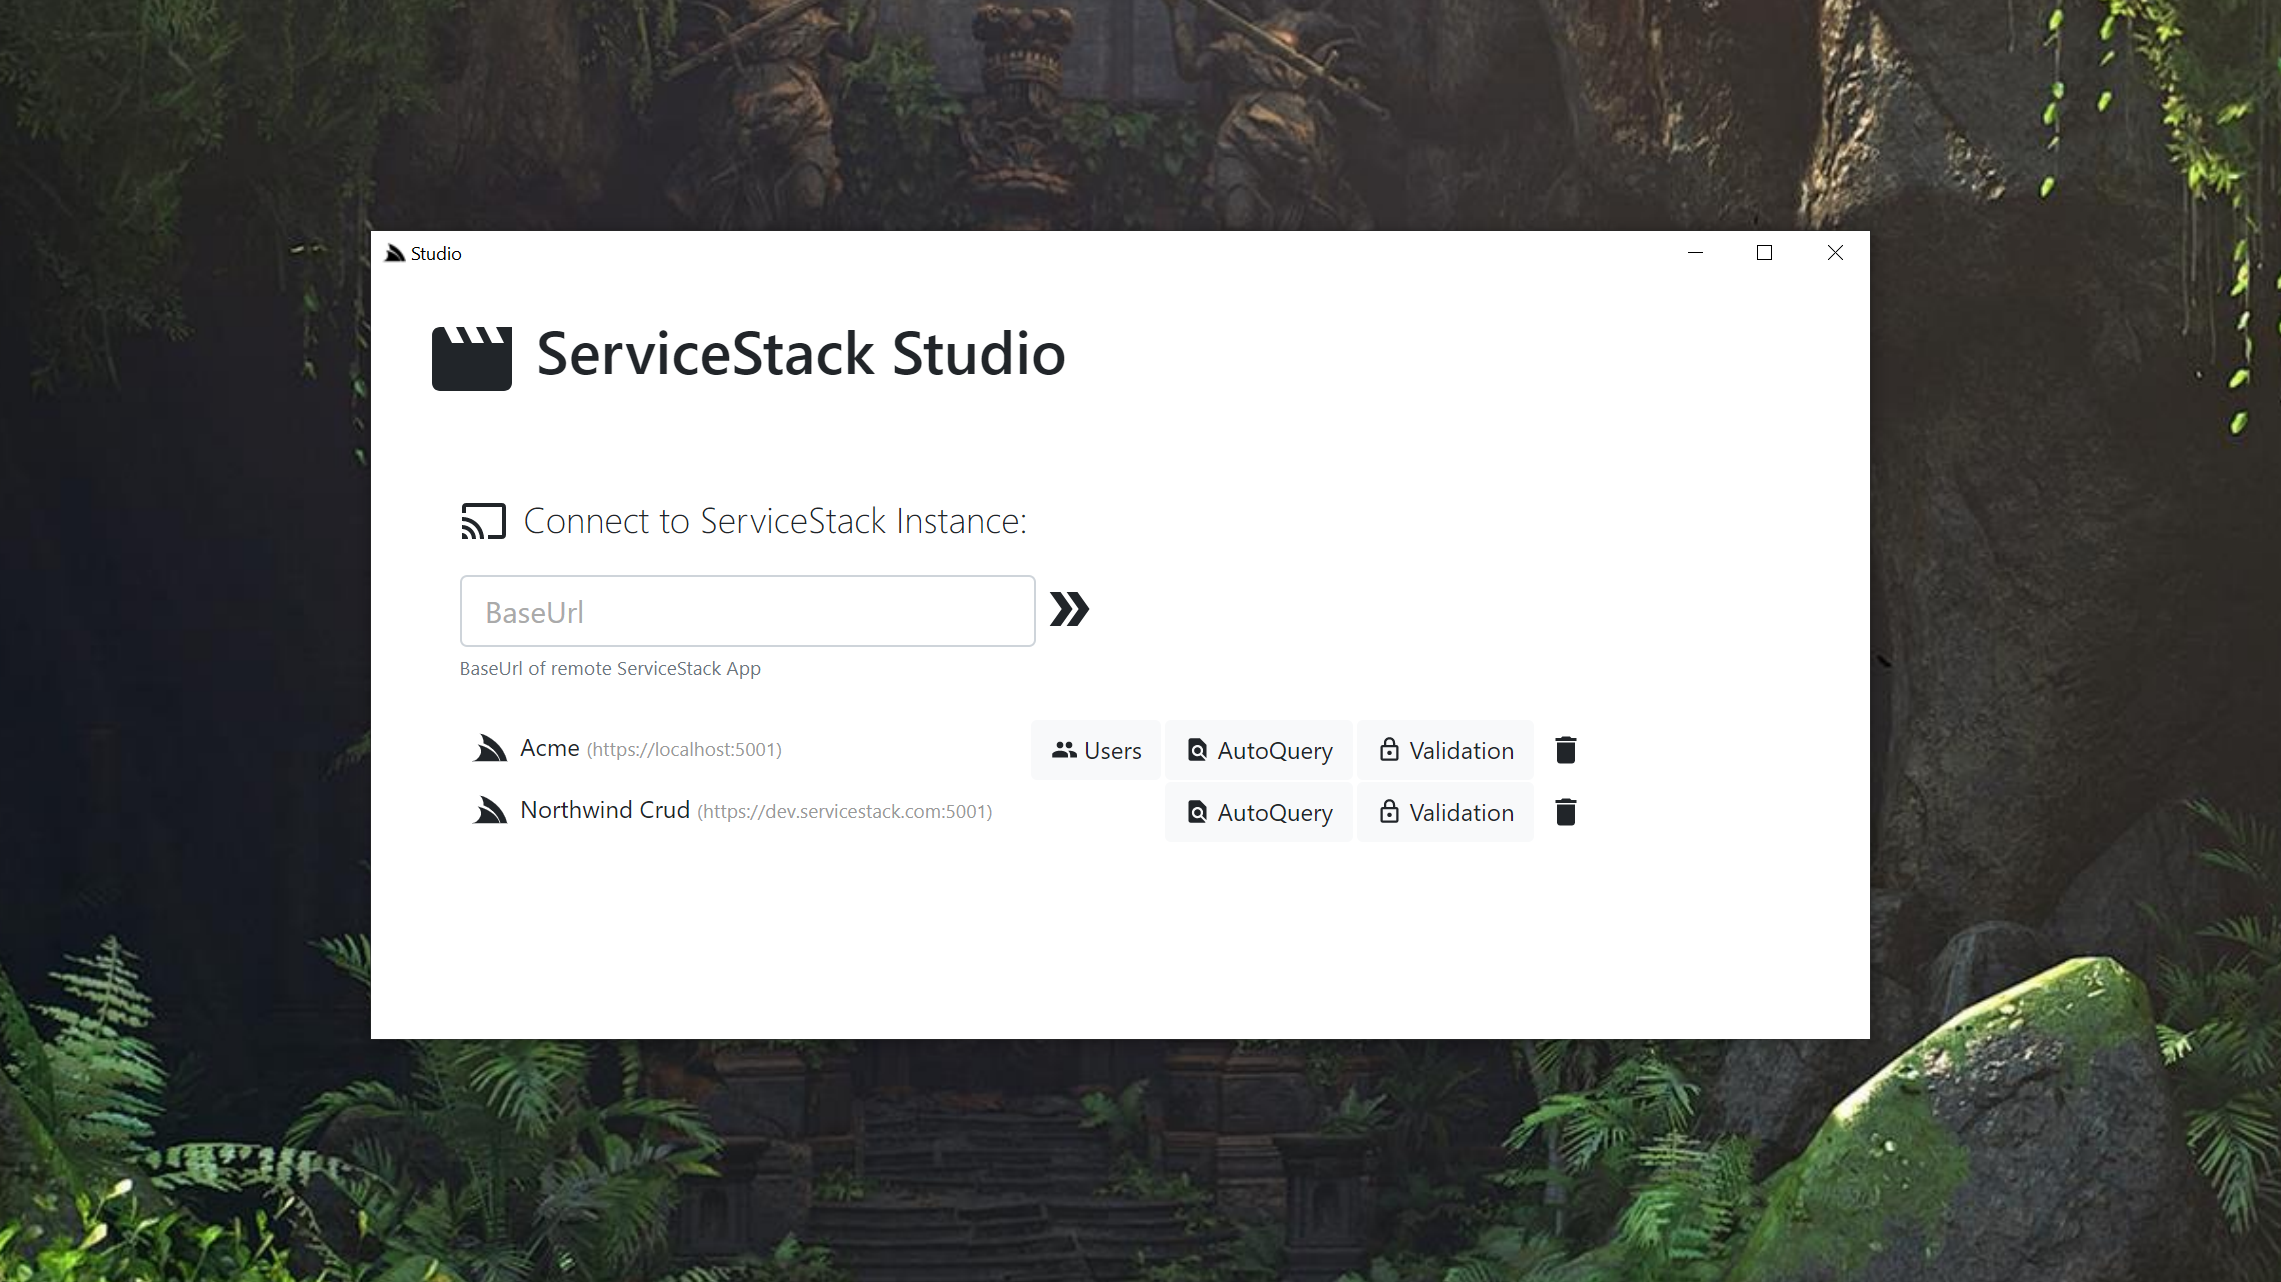 Studio
ServiceStack Studio
Connect to ServiceStack Instance:
BaseUrl
BaseUrl of remote ServiceStack App
Acme (https://localhost:5001) Users AutoQuery Validation
Northwind Crud (https://dev.servicestack.com:5001) AutoQuery Validation